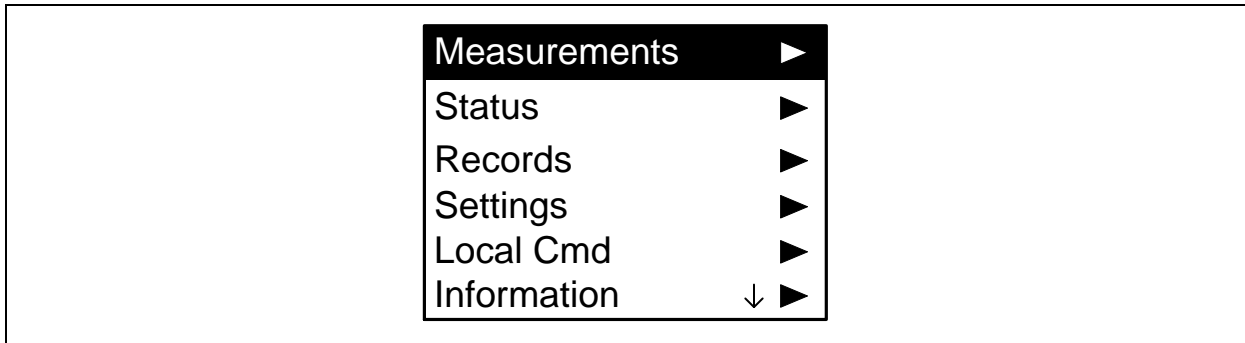 Measurements
Status
Records
Settings
Local Cmd
Information